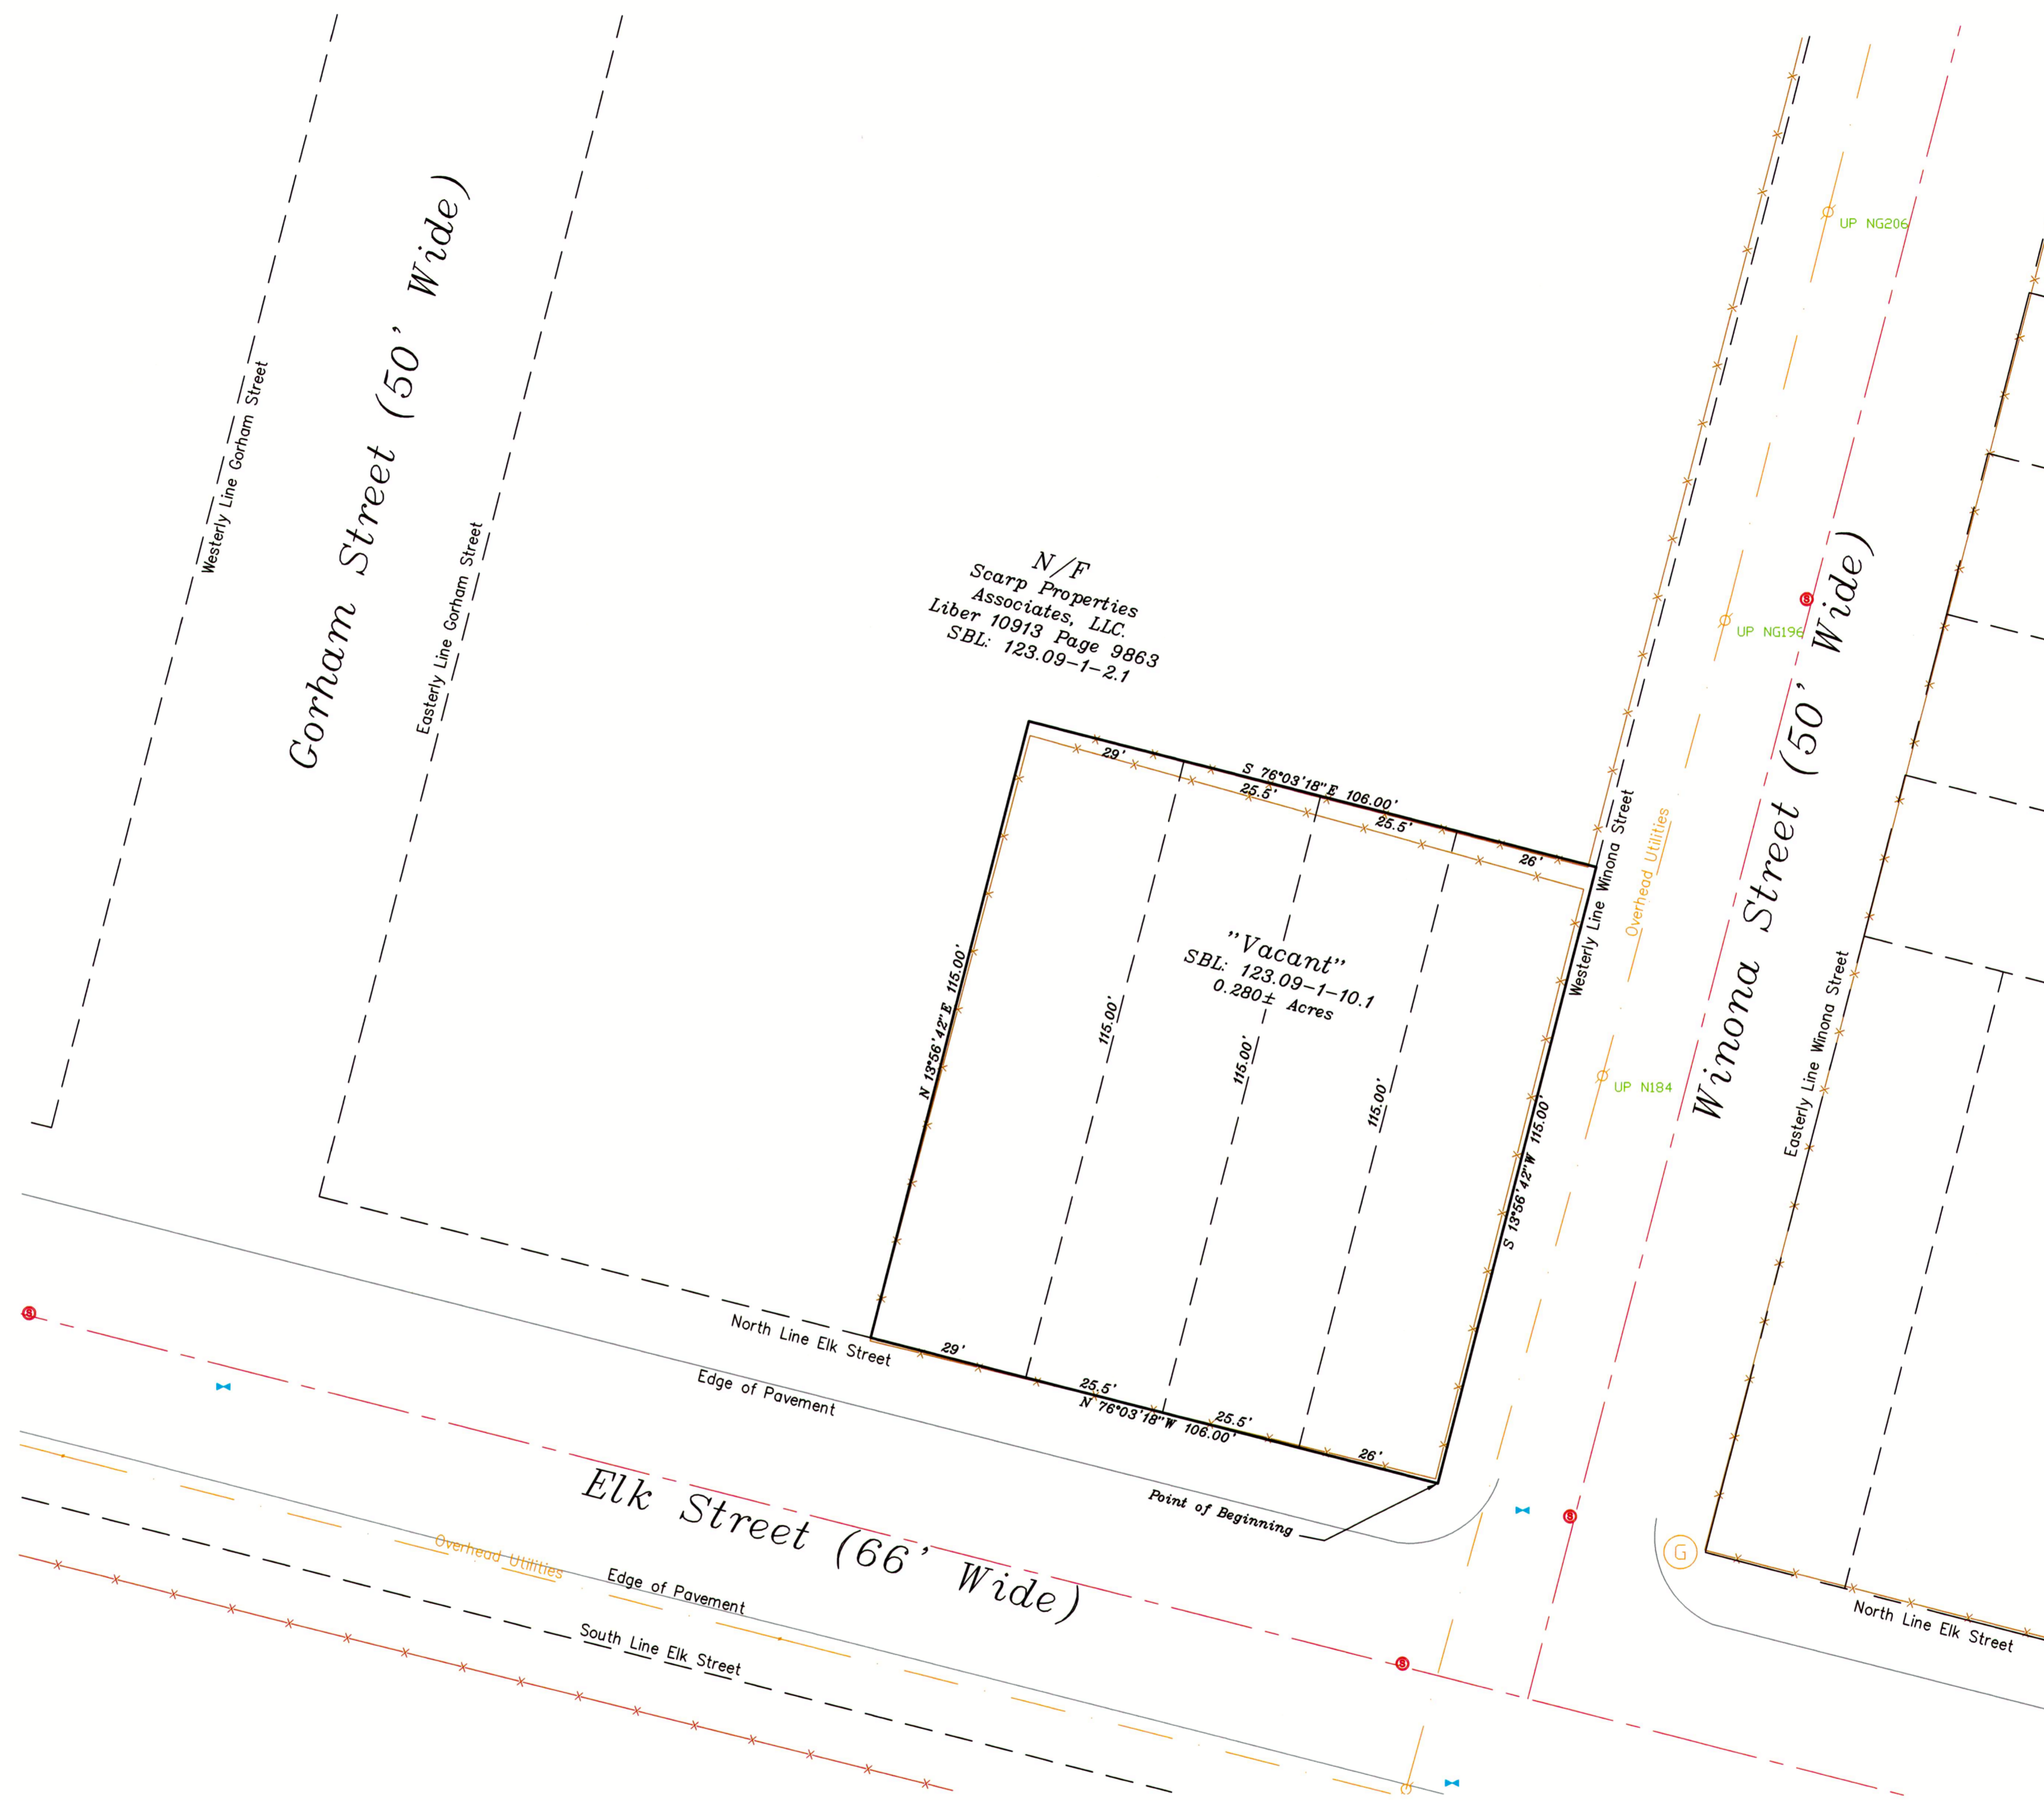 Gorham Street (50' Wide)
Westerly Line Gorham Street
Easterly Line Gorham Street
UP NG206
UP NG196
N/F
Scarp Properties
Associates, LLC.
Liber 10913 Page 9863
SBL: 123.09-1-2.1
Winona Street (50' Wide)
29'
S 76°03'18"E 106.00'
25.5'
25.5'
26'
Westerly Line Winona Street
Overhead Utilities
"Vacant"
SBL: 123.09-1-10.1
0.280± Acres
N 13°56'42"E 115.00'
115.00'
115.00'
115.00'
S 13°56'42"W 115.00'
UP N184
Easterly Line Winona Street
North Line Elk Street
29'
25.5'
25.5'
26'
N 76°03'18"W 106.00'
Edge of Pavement
Point of Beginning
S
S
S
S
G
Elk Street (66' Wide)
Overhead Utilities
Edge of Pavement
South Line Elk Street
North Line Elk Street